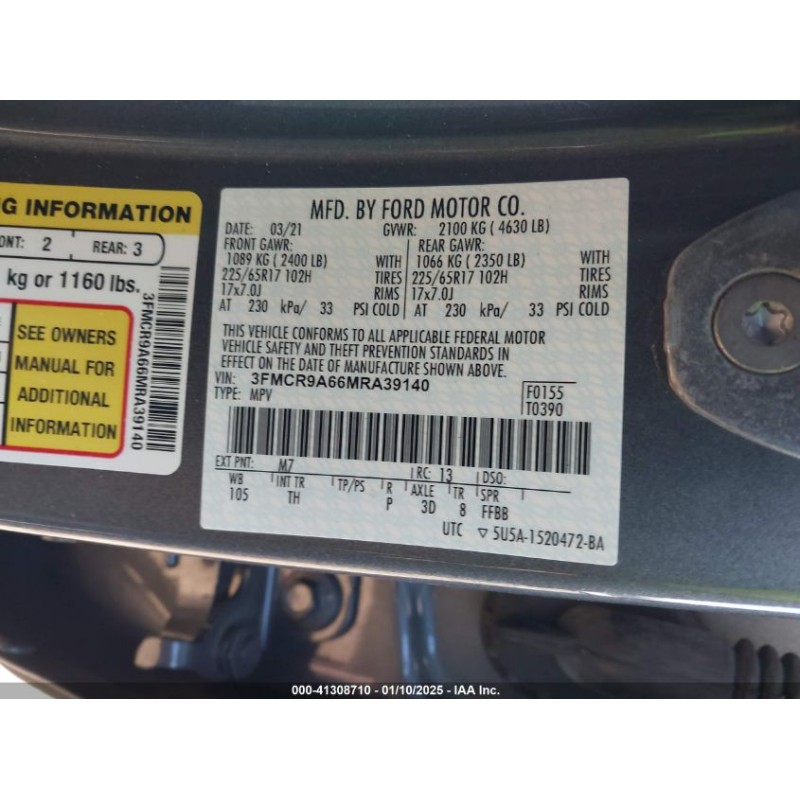 G INFORMATION
ONT: 2 REAR: 3
kg or 1160 lbs.
SEE OWNERS
MANUAL FOR
ADDITIONAL
INFORMATION
3FMCR9A66MRA39140
MFD. BY FORD MOTOR CO.
DATE: 03/21 GVWR: 2100 KG ( 4630 LB)
FRONT GAWR: REAR GAWR:
1089 KG ( 2400 LB) WITH 1066 KG ( 2350 LB) WITH
225/65R17 102H TIRES 225/65R17 102H TIRES
17x7.0J RIMS 17x7.0J RIMS
AT 230 kPa/ 33 PSI COLD AT 230 kPa/ 33 PSI COLD
THIS VEHICLE CONFORMS TO ALL APPLICABLE FEDERAL MOTOR
VEHICLE SAFETY AND THEFT PREVENTION STANDARDS IN
EFFECT ON THE DATE OF MANUFACTURE SHOWN ABOVE.
VIN: 3FMCR9A66MRA39140 F0155
TYPE: MPV T0390
EXT PNT: M7 RC: 13 DSO:
WB INT TR TP/PS R AXLE TR SPR
105 TH P 3D 8 FFBB
UTC ▽ 5U5A-1520472-BA
000-41308710 - 01/10/2025 - IAA Inc.